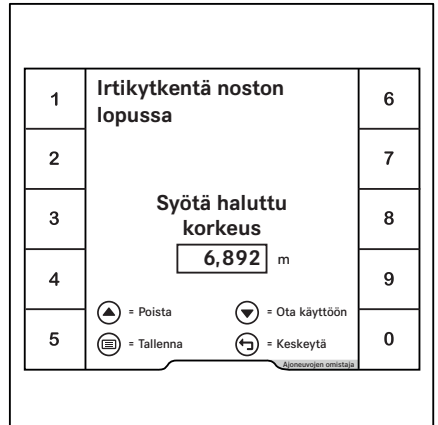 1
Irtikytkentä noston
lopussa
6
2
7
3
Syötä haluttu
korkeus
8
6,892 m
4
9
= Poista
= Ota käyttöön
5
= Tallenna
= Keskeytä
0
Ajoneuvojen omistaja